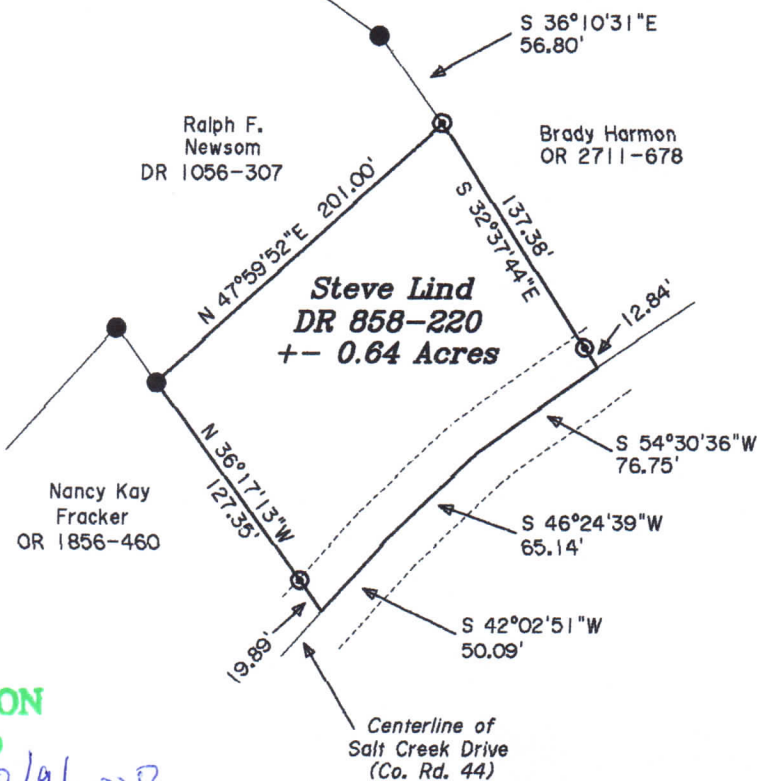 S 36°10'31"E
56.80'
Ralph F.
Newsom
DR 1056-307
Brady Harmon
OR 2711-678
N 47°59'52"E 201.00'
137.38'
S 32°37'44"E
Steve Lind
DR 858-220
+- 0.64 Acres
12.84'
N 36°17'13"W
127.35'
S 54°30'36"W
76.75'
Nancy Kay
Fracker
OR 1856-460
S 46°24'39"W
65.14'
S 42°02'51"W
50.09'
19.89'
ON
Centerline of
Salt Creek Drive
(Co. Rd. 44)